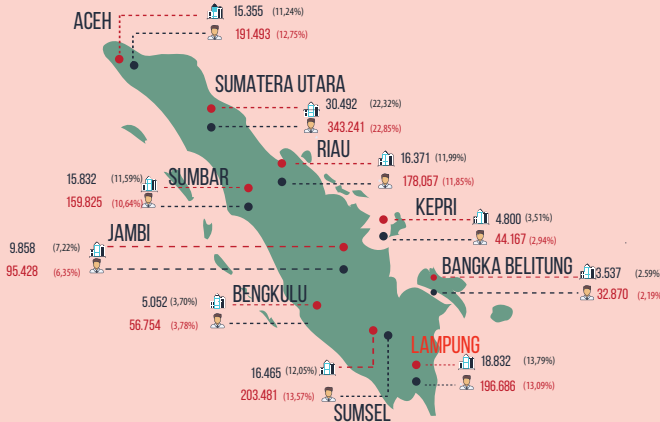 ACEH
15.355 (11,24%)
191.493 (12,75%)
SUMATERA UTARA
30.492 (22,32%)
343.241 (22,85%)
RIAU
16.371 (11,99%)
178,057 (11,85%)
SUMBAR
15.832 (11,59%)
159.825 (10,64%)
KEPRI
4.800 (3,51%)
44.167 (2,94%)
JAMBI
9.858 (7,22%)
95.428 (6,35%)
BANGKA BELITUNG
3.537 (2.59%)
32.870 (2,19%)
BENGKULU
5.052 (3,70%)
56.754 (3,78%)
LAMPUNG
18.832 (13,79%)
196.686 (13,09%)
16.465 (12,05%)
203.481 (13,57%)
SUMSEL